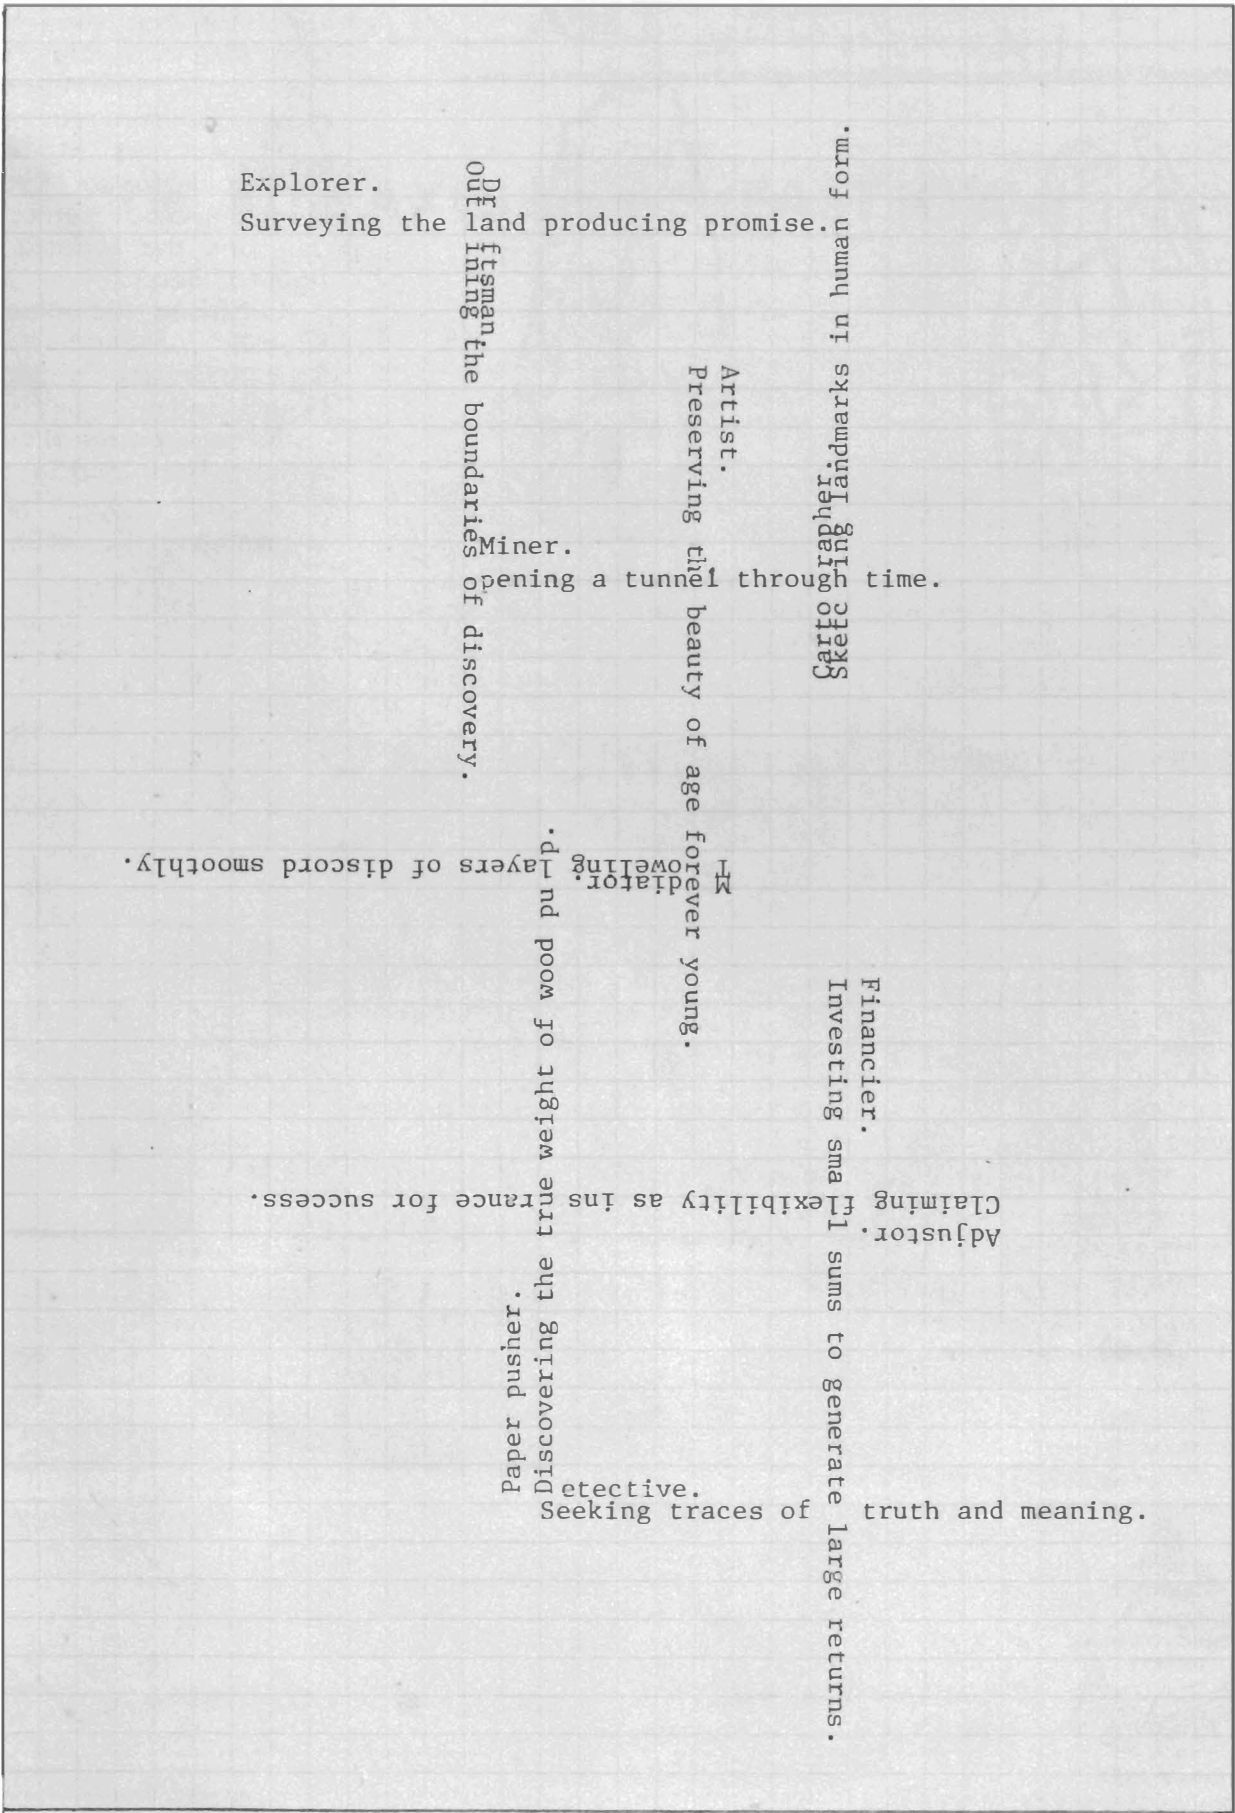 Explorer.
Surveying the land producing promise.
Draftsman.
Outlining the boundaries of discovery.
Cartographer.
Sketching landmarks in human form.
Artist.
Preserving the beauty of age forever young.
Miner.
Opening a tunnel through time.
Mediator.
Troweling layers of discord smoothly.
Financier.
Investing small sums to generate large returns.
Adjustor.
Claiming flexibility as insurance for success.
Paper pusher.
Discovering the true weight of wood pulp.
Detective.
Seeking traces of truth and meaning.